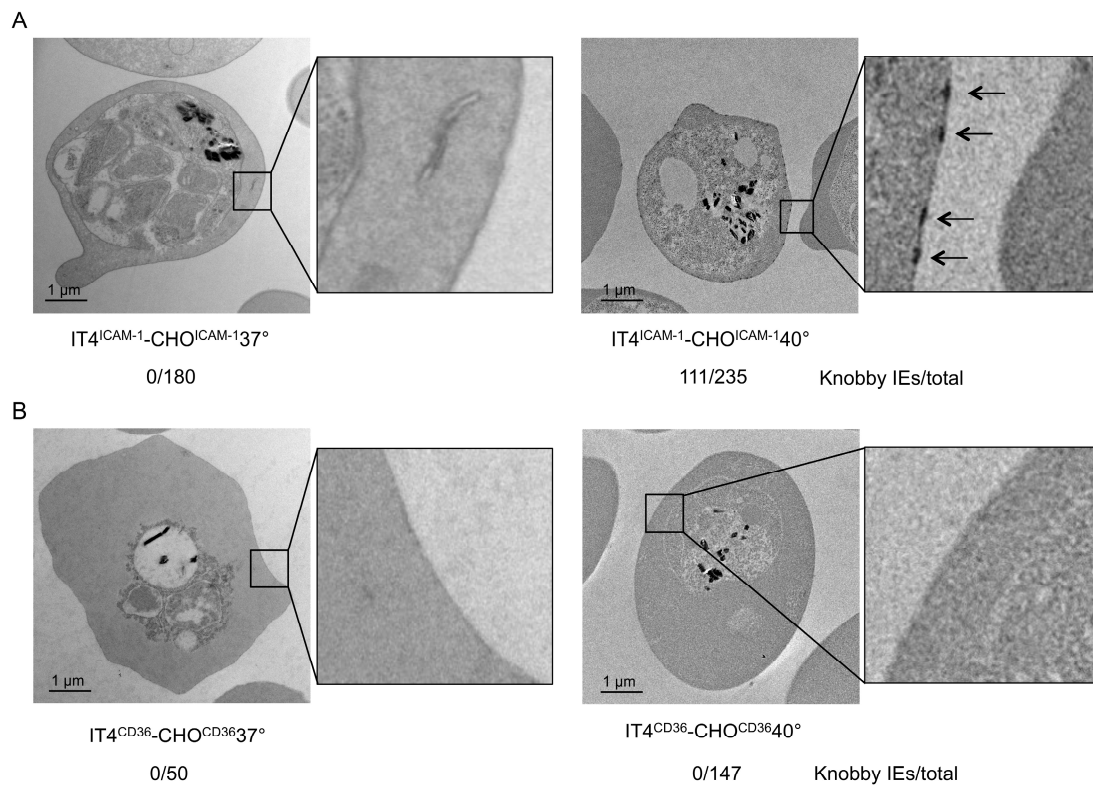 A
1 μm
1 μm
IT4ICAM-1-CHOICAM-137°
IT4ICAM-1-CHOICAM-140°
0/180
111/235
Knobby IEs/total
B
1 μm
1 μm
IT4CD36-CHOCD3637°
IT4CD36-CHOCD3640°
0/50
0/147
Knobby IEs/total